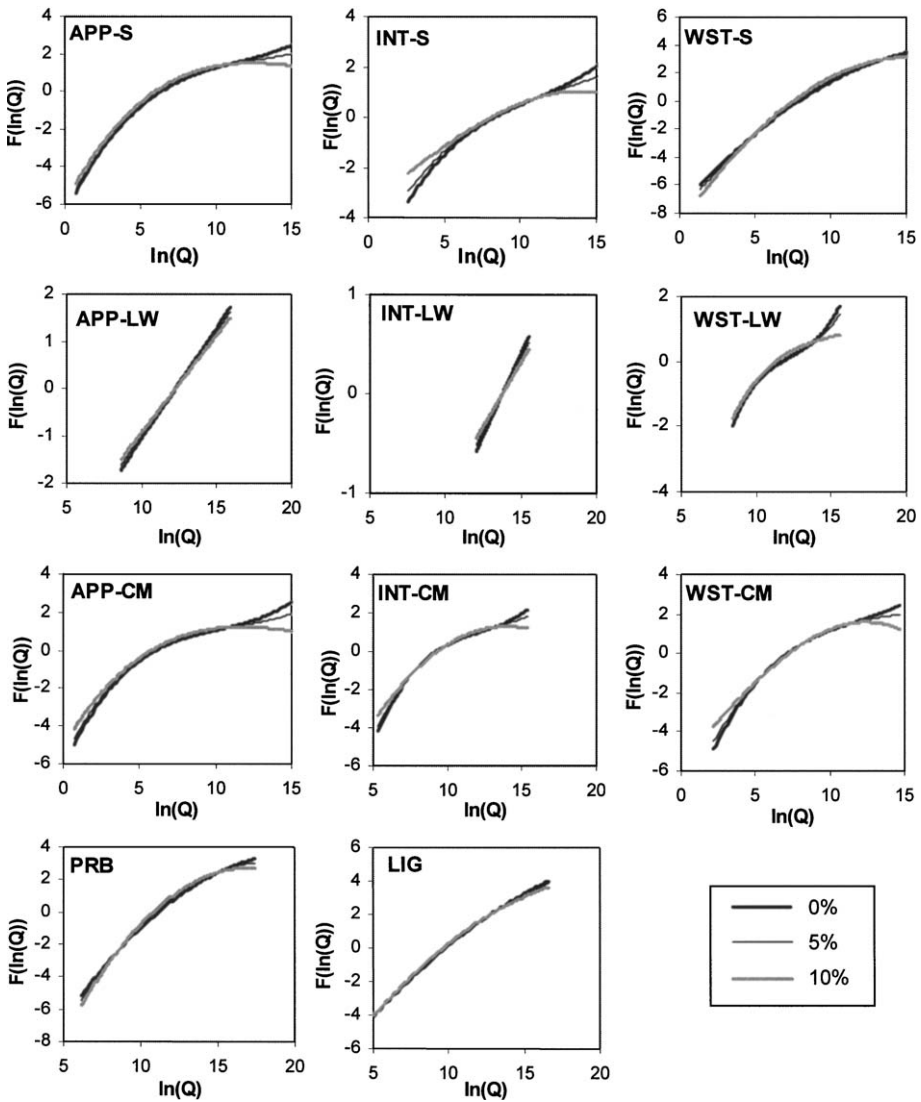 APP-S
F(ln(Q))
4
2
0
-2
-4
-6
0 5 10 15
ln(Q)
INT-S
F(ln(Q))
4
2
0
-2
-4
0 5 10 15
ln(Q)
WST-S
F(ln(Q))
6
4
2
0
-2
-4
-6
-8
0 5 10 15
ln(Q)
APP-LW
F(ln(Q))
2
1
0
-1
-2
5 10 15 20
ln(Q)
INT-LW
F(ln(Q))
1
0
-1
5 10 15 20
ln(Q)
WST-LW
F(ln(Q))
2
0
-2
-4
5 10 15 20
ln(Q)
APP-CM
F(ln(Q))
4
2
0
-2
-4
-6
0 5 10 15
ln(Q)
INT-CM
F(ln(Q))
4
2
0
-2
-4
-6
5 10 15 20
ln(Q)
WST-CM
F(ln(Q))
4
2
0
-2
-4
-6
0 5 10 15
ln(Q)
PRB
F(ln(Q))
4
2
0
-2
-4
-6
-8
5 10 15 20
ln(Q)
LIG
F(ln(Q))
6
4
2
0
-2
-4
-6
5 10 15 20
ln(Q)
0%
5%
10%